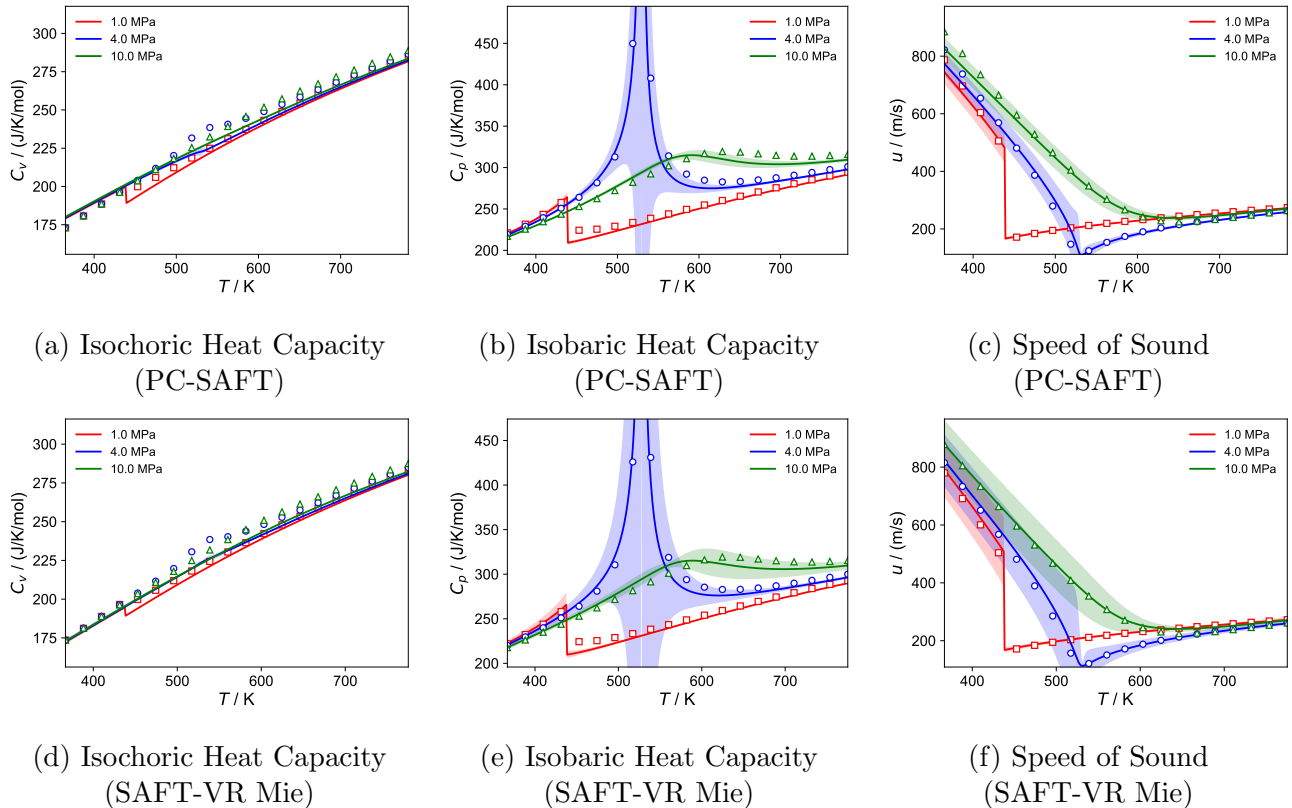 300
275
250
225
200
175
C_v / (J/K/mol)
1.0 MPa
4.0 MPa
10.0 MPa
400 500 600 700
T / K
450
400
350
300
250
200
C_p / (J/K/mol)
1.0 MPa
4.0 MPa
10.0 MPa
400 500 600 700
T / K
800
600
400
200
u / (m/s)
1.0 MPa
4.0 MPa
10.0 MPa
400 500 600 700
T / K
(a) Isochoric Heat Capacity
(PC-SAFT)
(b) Isobaric Heat Capacity
(PC-SAFT)
(c) Speed of Sound
(PC-SAFT)
300
275
250
225
200
175
C_v / (J/K/mol)
1.0 MPa
4.0 MPa
10.0 MPa
400 500 600 700
T / K
450
400
350
300
250
200
C_p / (J/K/mol)
1.0 MPa
4.0 MPa
10.0 MPa
400 500 600 700
T / K
800
600
400
200
u / (m/s)
1.0 MPa
4.0 MPa
10.0 MPa
400 500 600 700
T / K
(d) Isochoric Heat Capacity
(SAFT-VR Mie)
(e) Isobaric Heat Capacity
(SAFT-VR Mie)
(f) Speed of Sound
(SAFT-VR Mie)